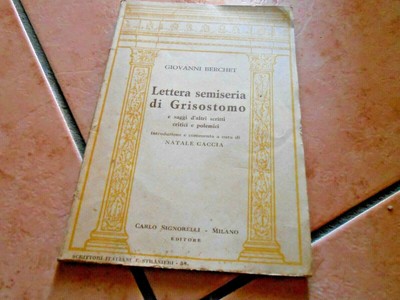 GIOVANNI BERCHET
Lettera semiseria
di Grisostomo
e saggi d'altri scritti
critici e polemici
Introduzione e commento a cura di
NATALE CACCIA
CARLO SIGNORELLI - MILANO
EDITORE
SCRITTORI ITALIANI E STRANIERI -